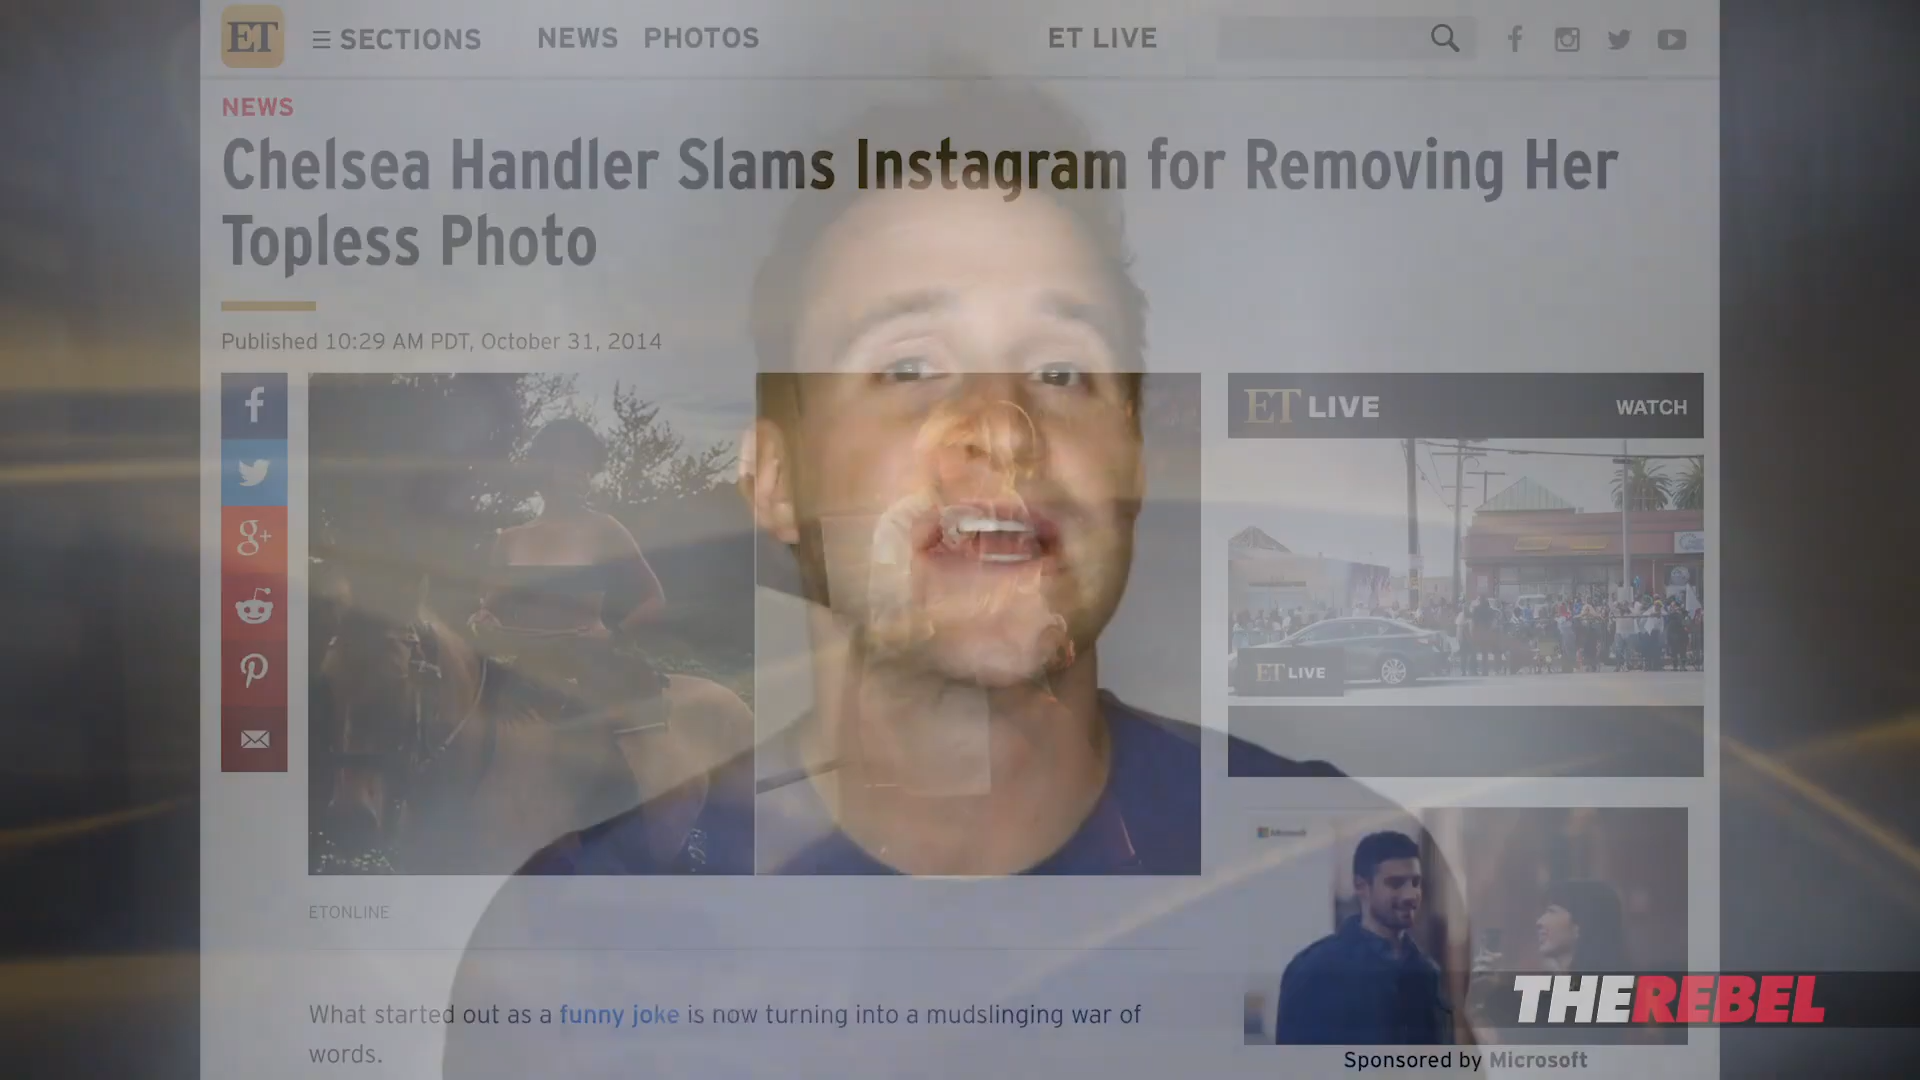 ET
☰ SECTIONS NEWS PHOTOS ET LIVE
NEWS
Chelsea Handler Slams Instagram for Removing Her
Topless Photo
Published 10:29 AM PDT, October 31, 2014
ET LIVE WATCH
ET LIVE
Microsoft
ETONLINE
What started out as a funny joke is now turning into a mudslinging war of
words.
THEREBEL
Sponsored by Microsoft